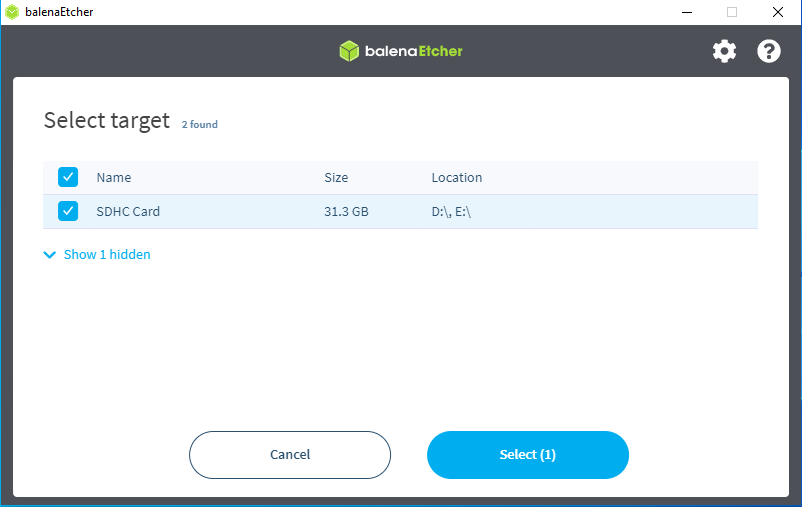 balenaEtcher
balenaEtcher
Select target 2 found
Name Size Location
SDHC Card 31.3 GB D:\, E:\
Show 1 hidden
Cancel Select (1)